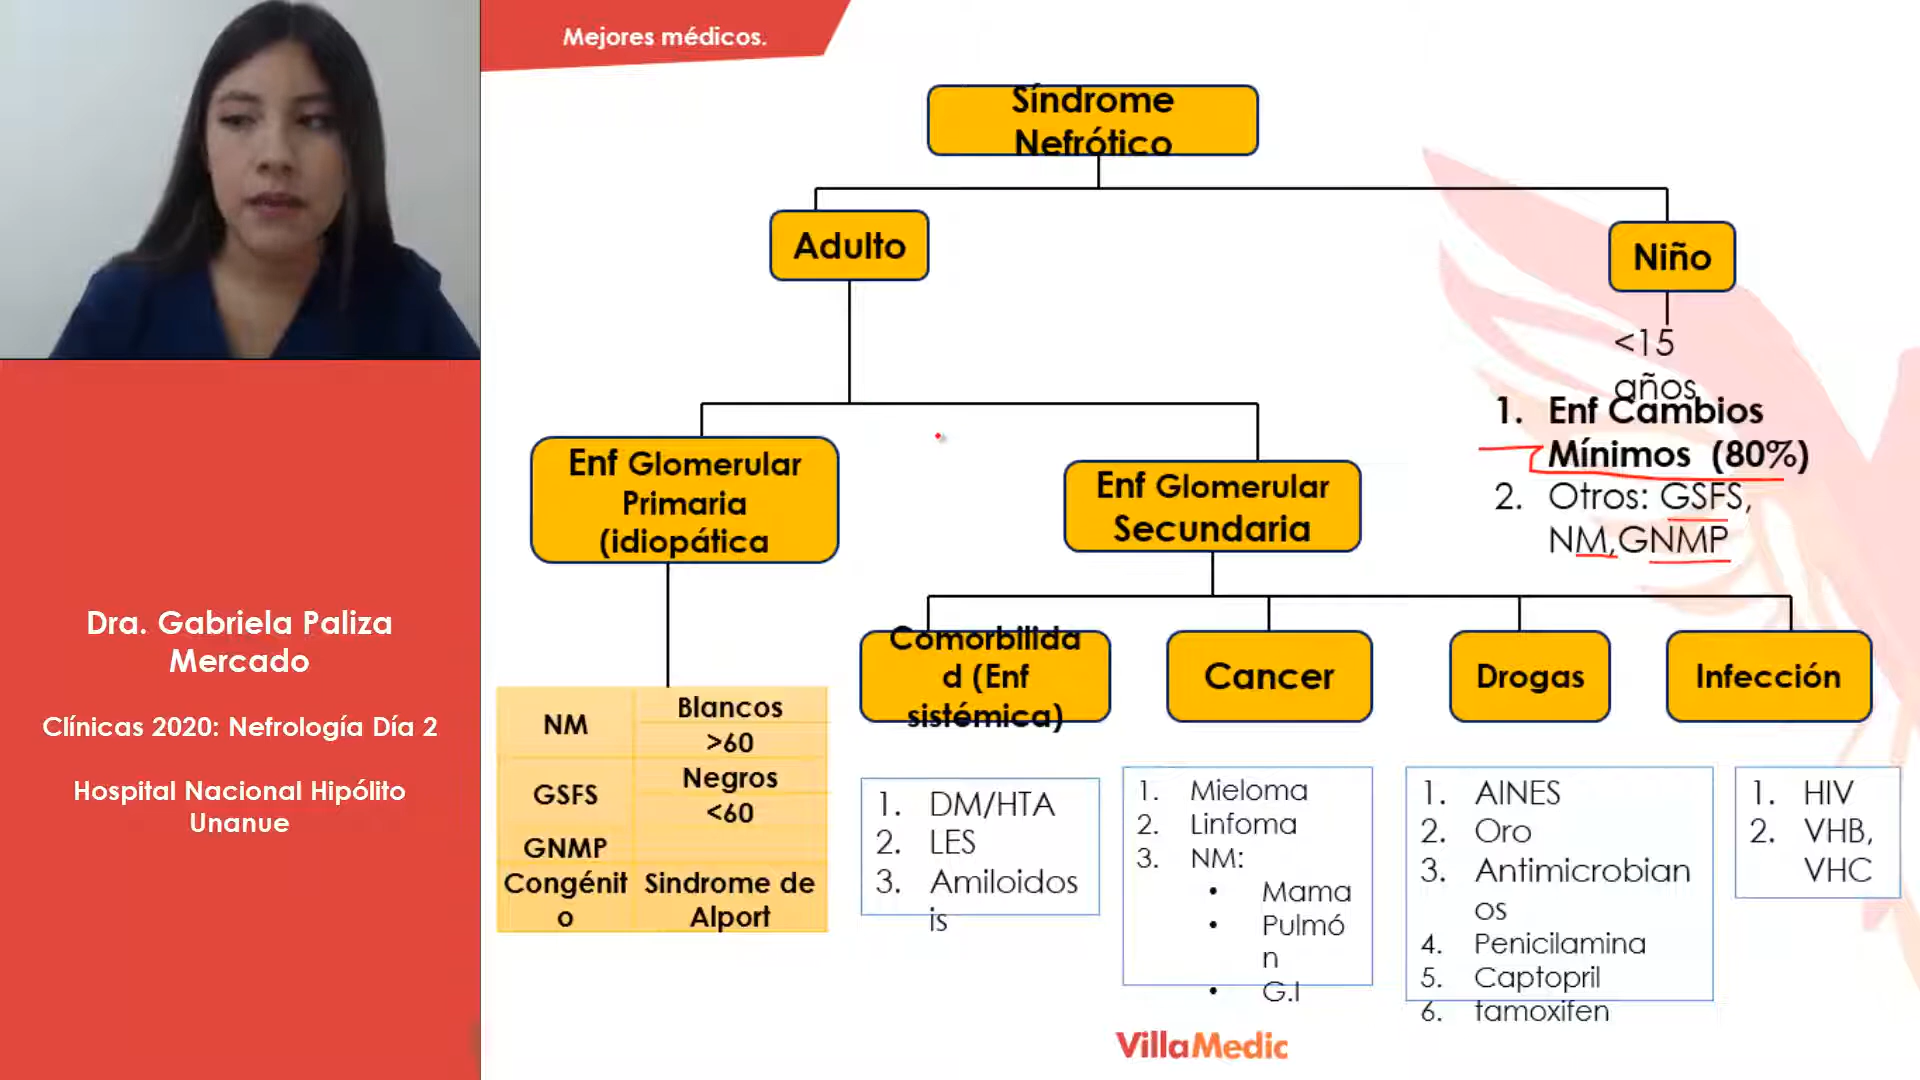 Mejores médicos.
Síndrome
Nefrótico
Adulto
Niño
<15
años
1. Enf Cambios
Mínimos (80%)
2. Otros: GSFS,
NM,GNMP
Enf Glomerular
Primaria
(idiopática
Enf Glomerular
Secundaria
Comorbilida
d (Enf
sistémica)
Cancer
Drogas
Infección
NM
Blancos
>60
GSFS
Negros
<60
GNMP
Congénit
o
Sindrome de
Alport
1. DM/HTA
2. LES
3. Amiloidos
is
1. Mieloma
2. Linfoma
3. NM:
• Mama
• Pulmó
n
• G.I
1. AINES
2. Oro
3. Antimicrobian
os
4. Penicilamina
5. Captopril
6. tamoxifen
1. HIV
2. VHB,
VHC
Dra. Gabriela Paliza
Mercado
Clínicas 2020: Nefrología Día 2
Hospital Nacional Hipólito
Unanue
VillaMedic